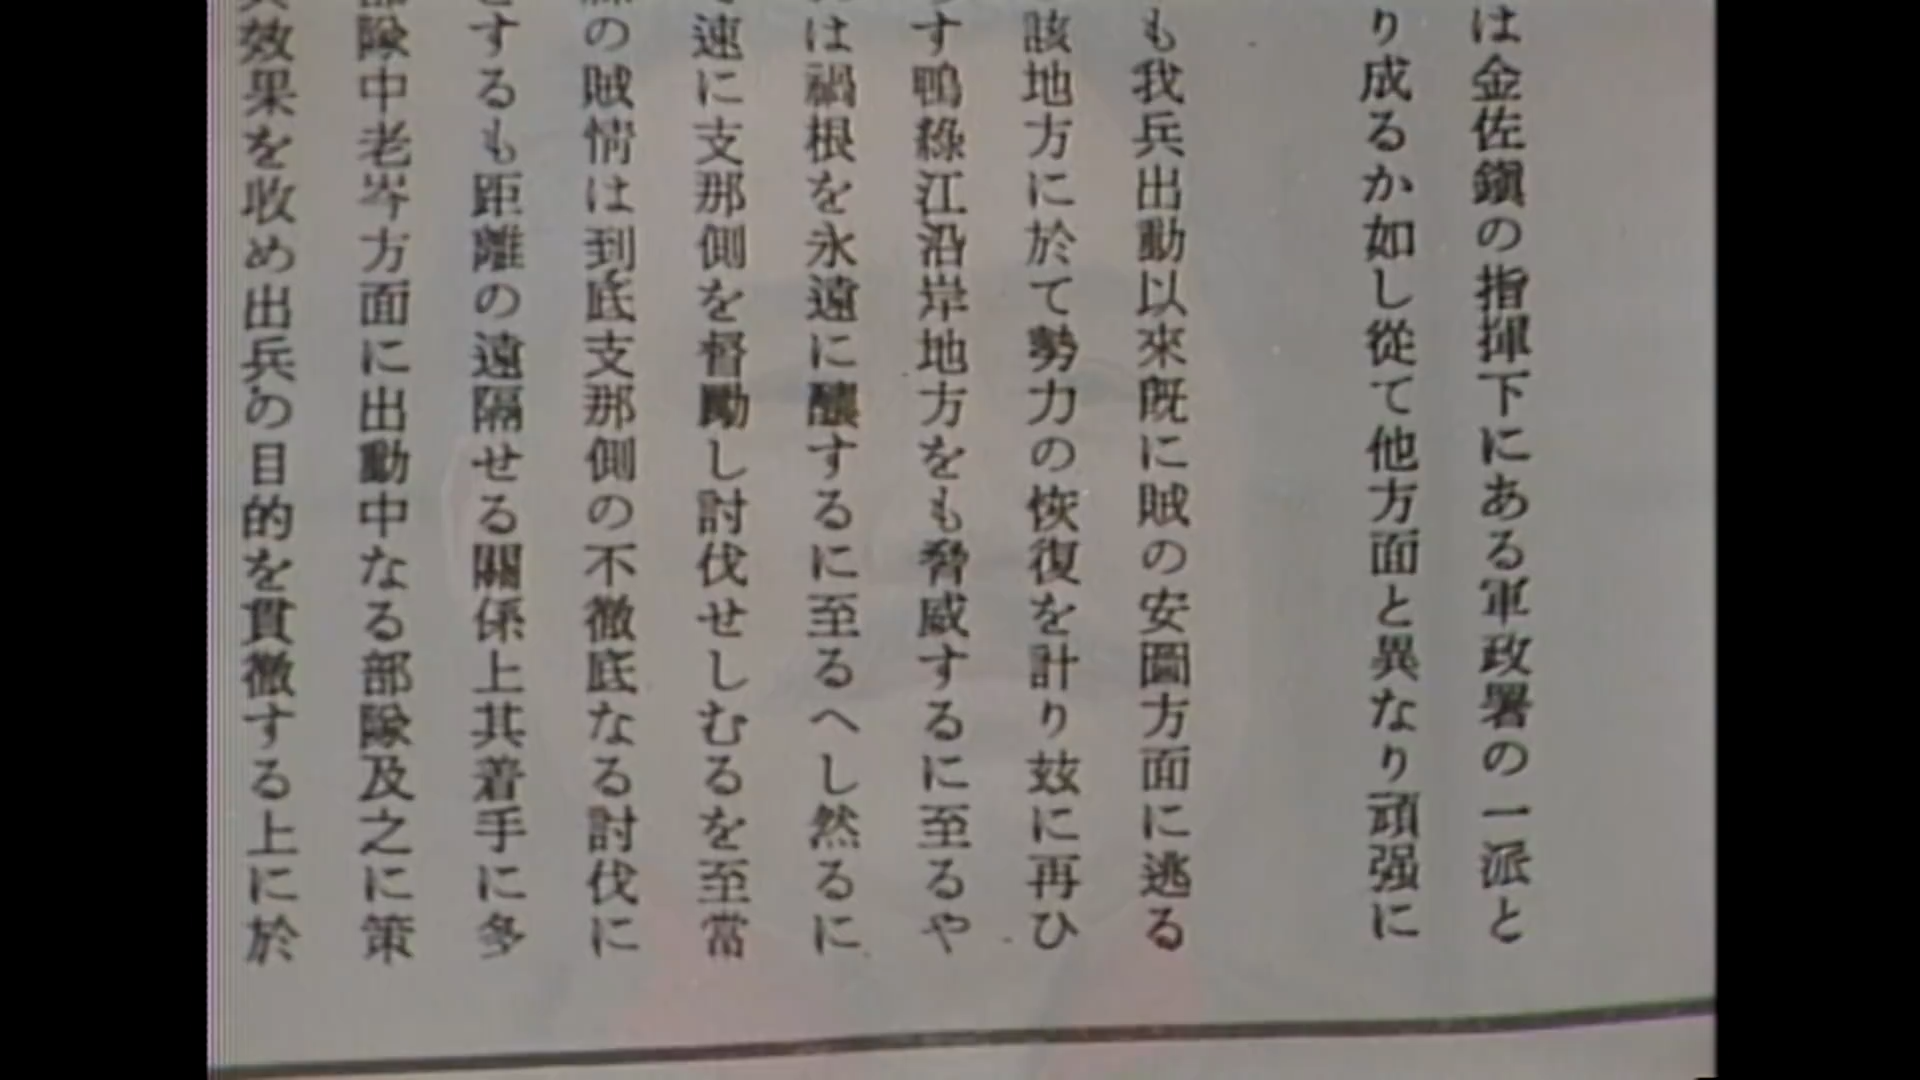 は金佐鎭の指揮下にある軍政署の一派と
り成るか如し從て他方面と異なり頑强に
も我兵出動以來既に賊の安圖方面に逃る
該地方に於て勢力の恢復を計り玆に再ひ
す鴨綠江沿岸地方をも脅威するに至るや
は禍根を永遠に釀するに至るへし然るに
速に支那側を督勵し討伐せしむるを至當
の賊情は到底支那側の不徹底なる討伐に
するも距離の遠隔せる關係上其着手に多
隊中老岑方面に出動中なる部隊及之に策
效果を收め出兵の目的を貫徹する上に於